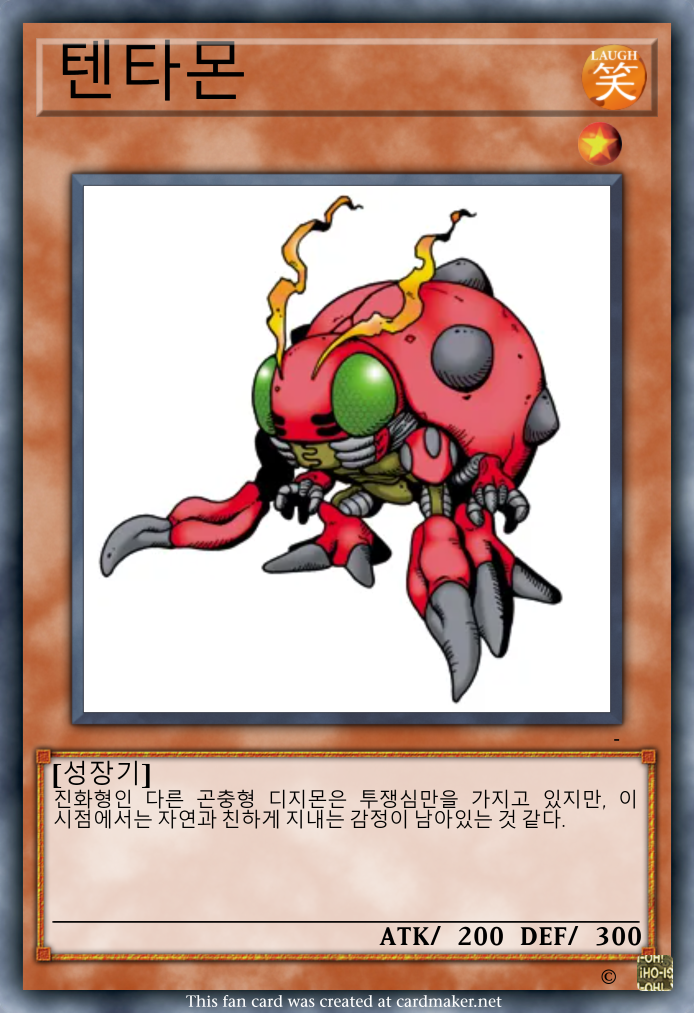 텐타몬
LAUGH
笑
-
[성장기]
진화형인 다른 곤충형 디지몬은 투쟁심만을 가지고 있지만, 이
시점에서는 자연과 친하게 지내는 감정이 남아있는 것 같다.
ATK/ 200 DEF/ 300
©
This fan card was created at cardmaker.net